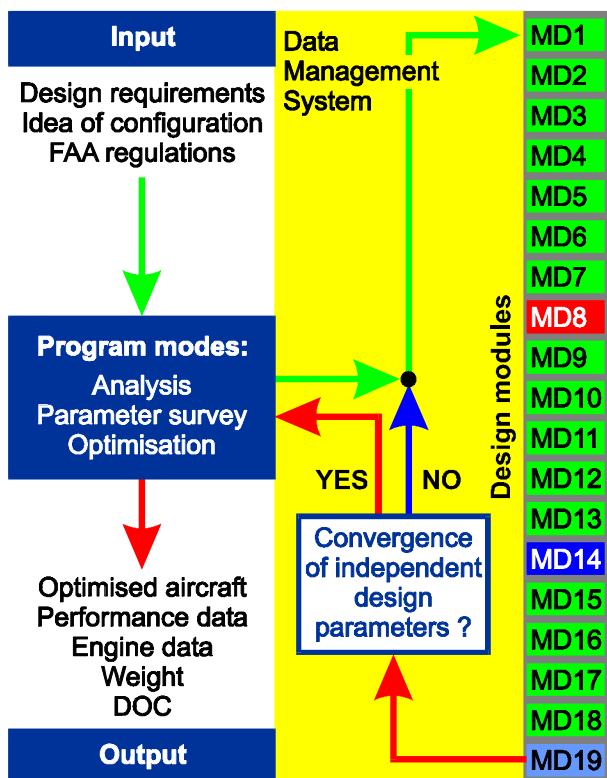 Input
Design requirements
Idea of configuration
FAA regulations
Program modes:
Analysis
Parameter survey
Optimisation
Optimised aircraft
Performance data
Engine data
Weight
DOC
Output
Data
Management
System
YES
NO
Convergence
of independent
design
parameters ?
Design modules
MD1
MD2
MD3
MD4
MD5
MD6
MD7
MD8
MD9
MD10
MD11
MD12
MD13
MD14
MD15
MD16
MD17
MD18
MD19